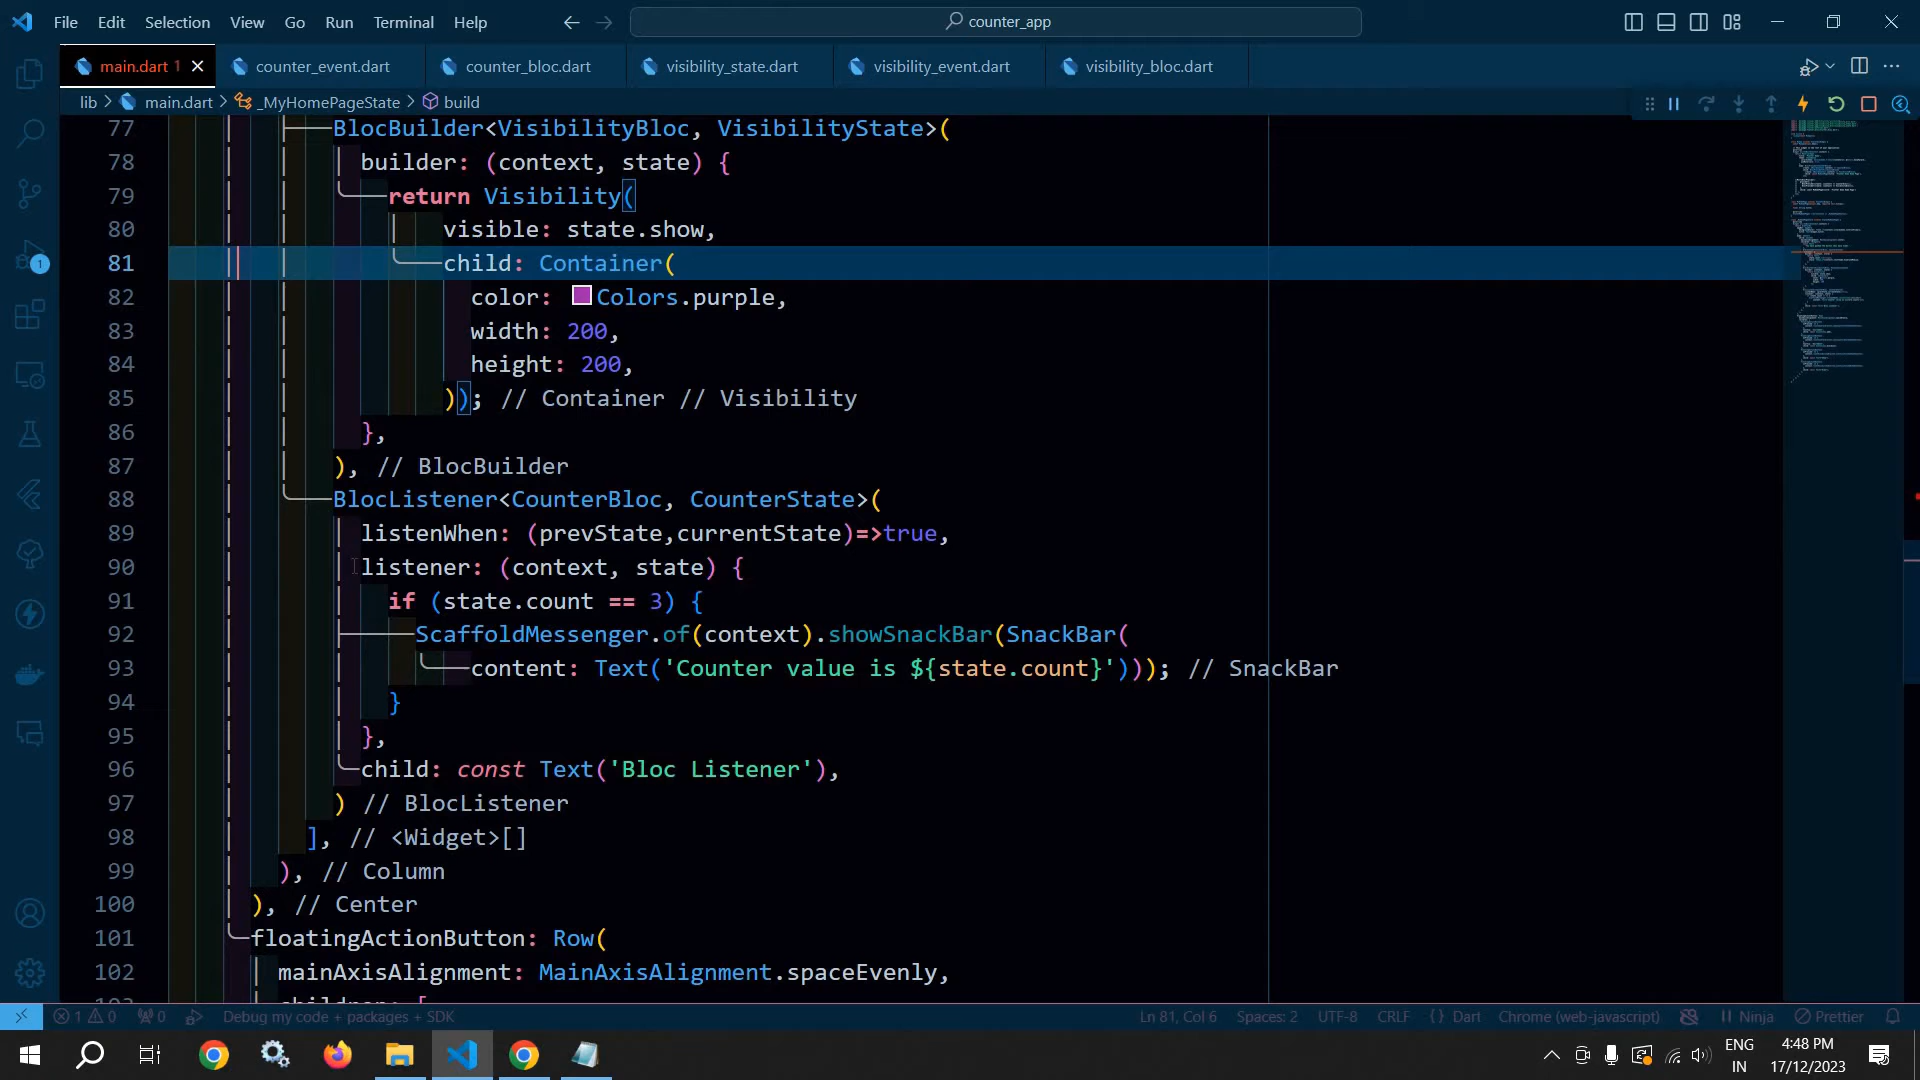 File Edit Selection View Go Run Terminal Help
counter_app
main.dart 1
counter_event.dart
counter_bloc.dart
visibility_state.dart
visibility_event.dart
visibility_bloc.dart
lib > main.dart > _MyHomePageState > build
77 BlocBuilder<VisibilityBloc, VisibilityState>(
78 builder: (context, state) {
79 return Visibility(
80 visible: state.show,
81 child: Container(
82 color: Colors.purple,
83 width: 200,
84 height: 200,
85 )); // Container // Visibility
86 },
87 ), // BlocBuilder
88 BlocListener<CounterBloc, CounterState>(
89 listenWhen: (prevState,currentState)=>true,
90 listener: (context, state) {
91 if (state.count == 3) {
92 ScaffoldMessenger.of(context).showSnackBar(SnackBar(
93 content: Text('Counter value is ${state.count}'))); // SnackBar
94 }
95 },
96 child: const Text('Bloc Listener'),
97 ) // BlocListener
98 ], // <Widget>[]
99 ), // Column
100 ), // Center
101 floatingActionButton: Row(
102 mainAxisAlignment: MainAxisAlignment.spaceEvenly,
103 children: [
1
1 0 0 Debug my code + packages + SDK
Ln 81, Col 6 Spaces: 2 UTF-8 CRLF {} Dart Chrome (web-javascript) Ninja Prettier
ENG
IN
4:48 PM
17/12/2023